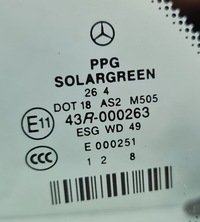 PPG
SOLARGREEN
26 4
DOT 18 AS2 M505
E11 43R-000263
ESG WD 49
CCC E 000251
1 2 8